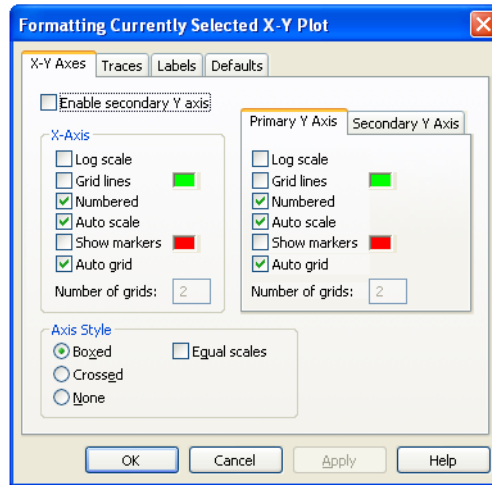 Formatting Currently Selected X-Y Plot
X-Y Axes Traces Labels Defaults
Enable secondary Y axis
X-Axis
Log scale
Grid lines
Numbered
Auto scale
Show markers
Auto grid
Number of grids: 2
Primary Y Axis Secondary Y Axis
Log scale
Grid lines
Numbered
Auto scale
Show markers
Auto grid
Number of grids: 2
Axis Style
Boxed Equal scales
Crossed
None
OK Cancel Apply Help